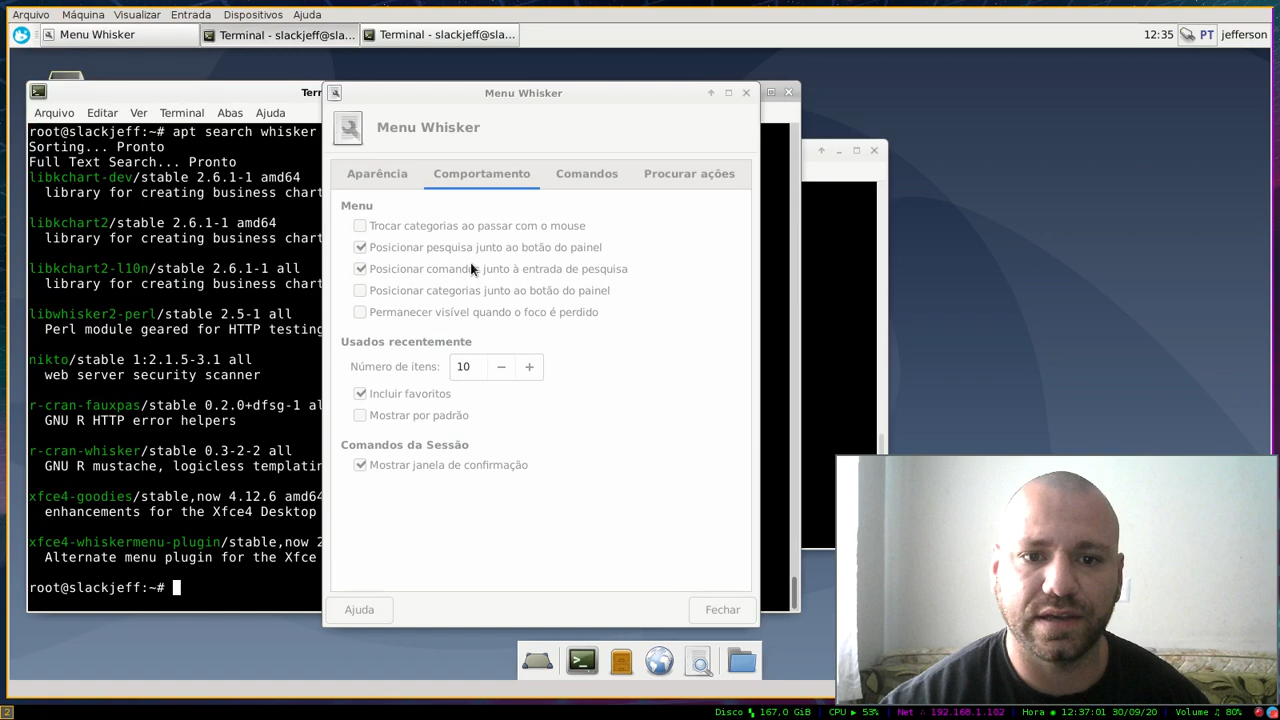 Arquivo Máquina Visualizar Entrada Dispositivos Ajuda
Menu Whisker Terminal - slackjeff@sla... Terminal - slackjeff@sla... 12:35 PT jefferson
Menu Whisker
Arquivo Editar Ver Terminal Abas Ajuda
Menu Whisker
root@slackjeff:~# apt search whisker
Sorting... Pronto
Full Text Search... Pronto
libkchart-dev/stable 2.6.1-1 amd64
library for creating business chart
libkchart2/stable 2.6.1-1 amd64
library for creating business chart
libkchart2-l10n/stable 2.6.1-1 all
library for creating business chart
libwhisker2-perl/stable 2.5-1 all
Perl module geared for HTTP testing
nikto/stable 1:2.1.5-3.1 all
web server security scanner
r-cran-fauxpas/stable 0.2.0+dfsg-1 al
GNU R HTTP error helpers
r-cran-whisker/stable 0.3-2-2 all
GNU R mustache, logicless templatin
xfce4-goodies/stable,now 4.12.6 amd64
enhancements for the Xfce4 Desktop
xfce4-whiskermenu-plugin/stable,now 2
Alternate menu plugin for the Xfce
root@slackjeff:~#
Aparência Comportamento Comandos Procurar ações
Menu
Trocar categorias ao passar com o mouse
Posicionar pesquisa junto ao botão do painel
Posicionar comandos junto à entrada de pesquisa
Posicionar categorias junto ao botão do painel
Permanecer visível quando o foco é perdido
Usados recentemente
Número de itens: 10
Incluir favoritos
Mostrar por padrão
Comandos da Sessão
Mostrar janela de confirmação
Ajuda Fechar
2 Disco 167,0 GiB CPU 53% Net 192.168.1.102 Hora 12:37:01 30/09/20 Volume 80%